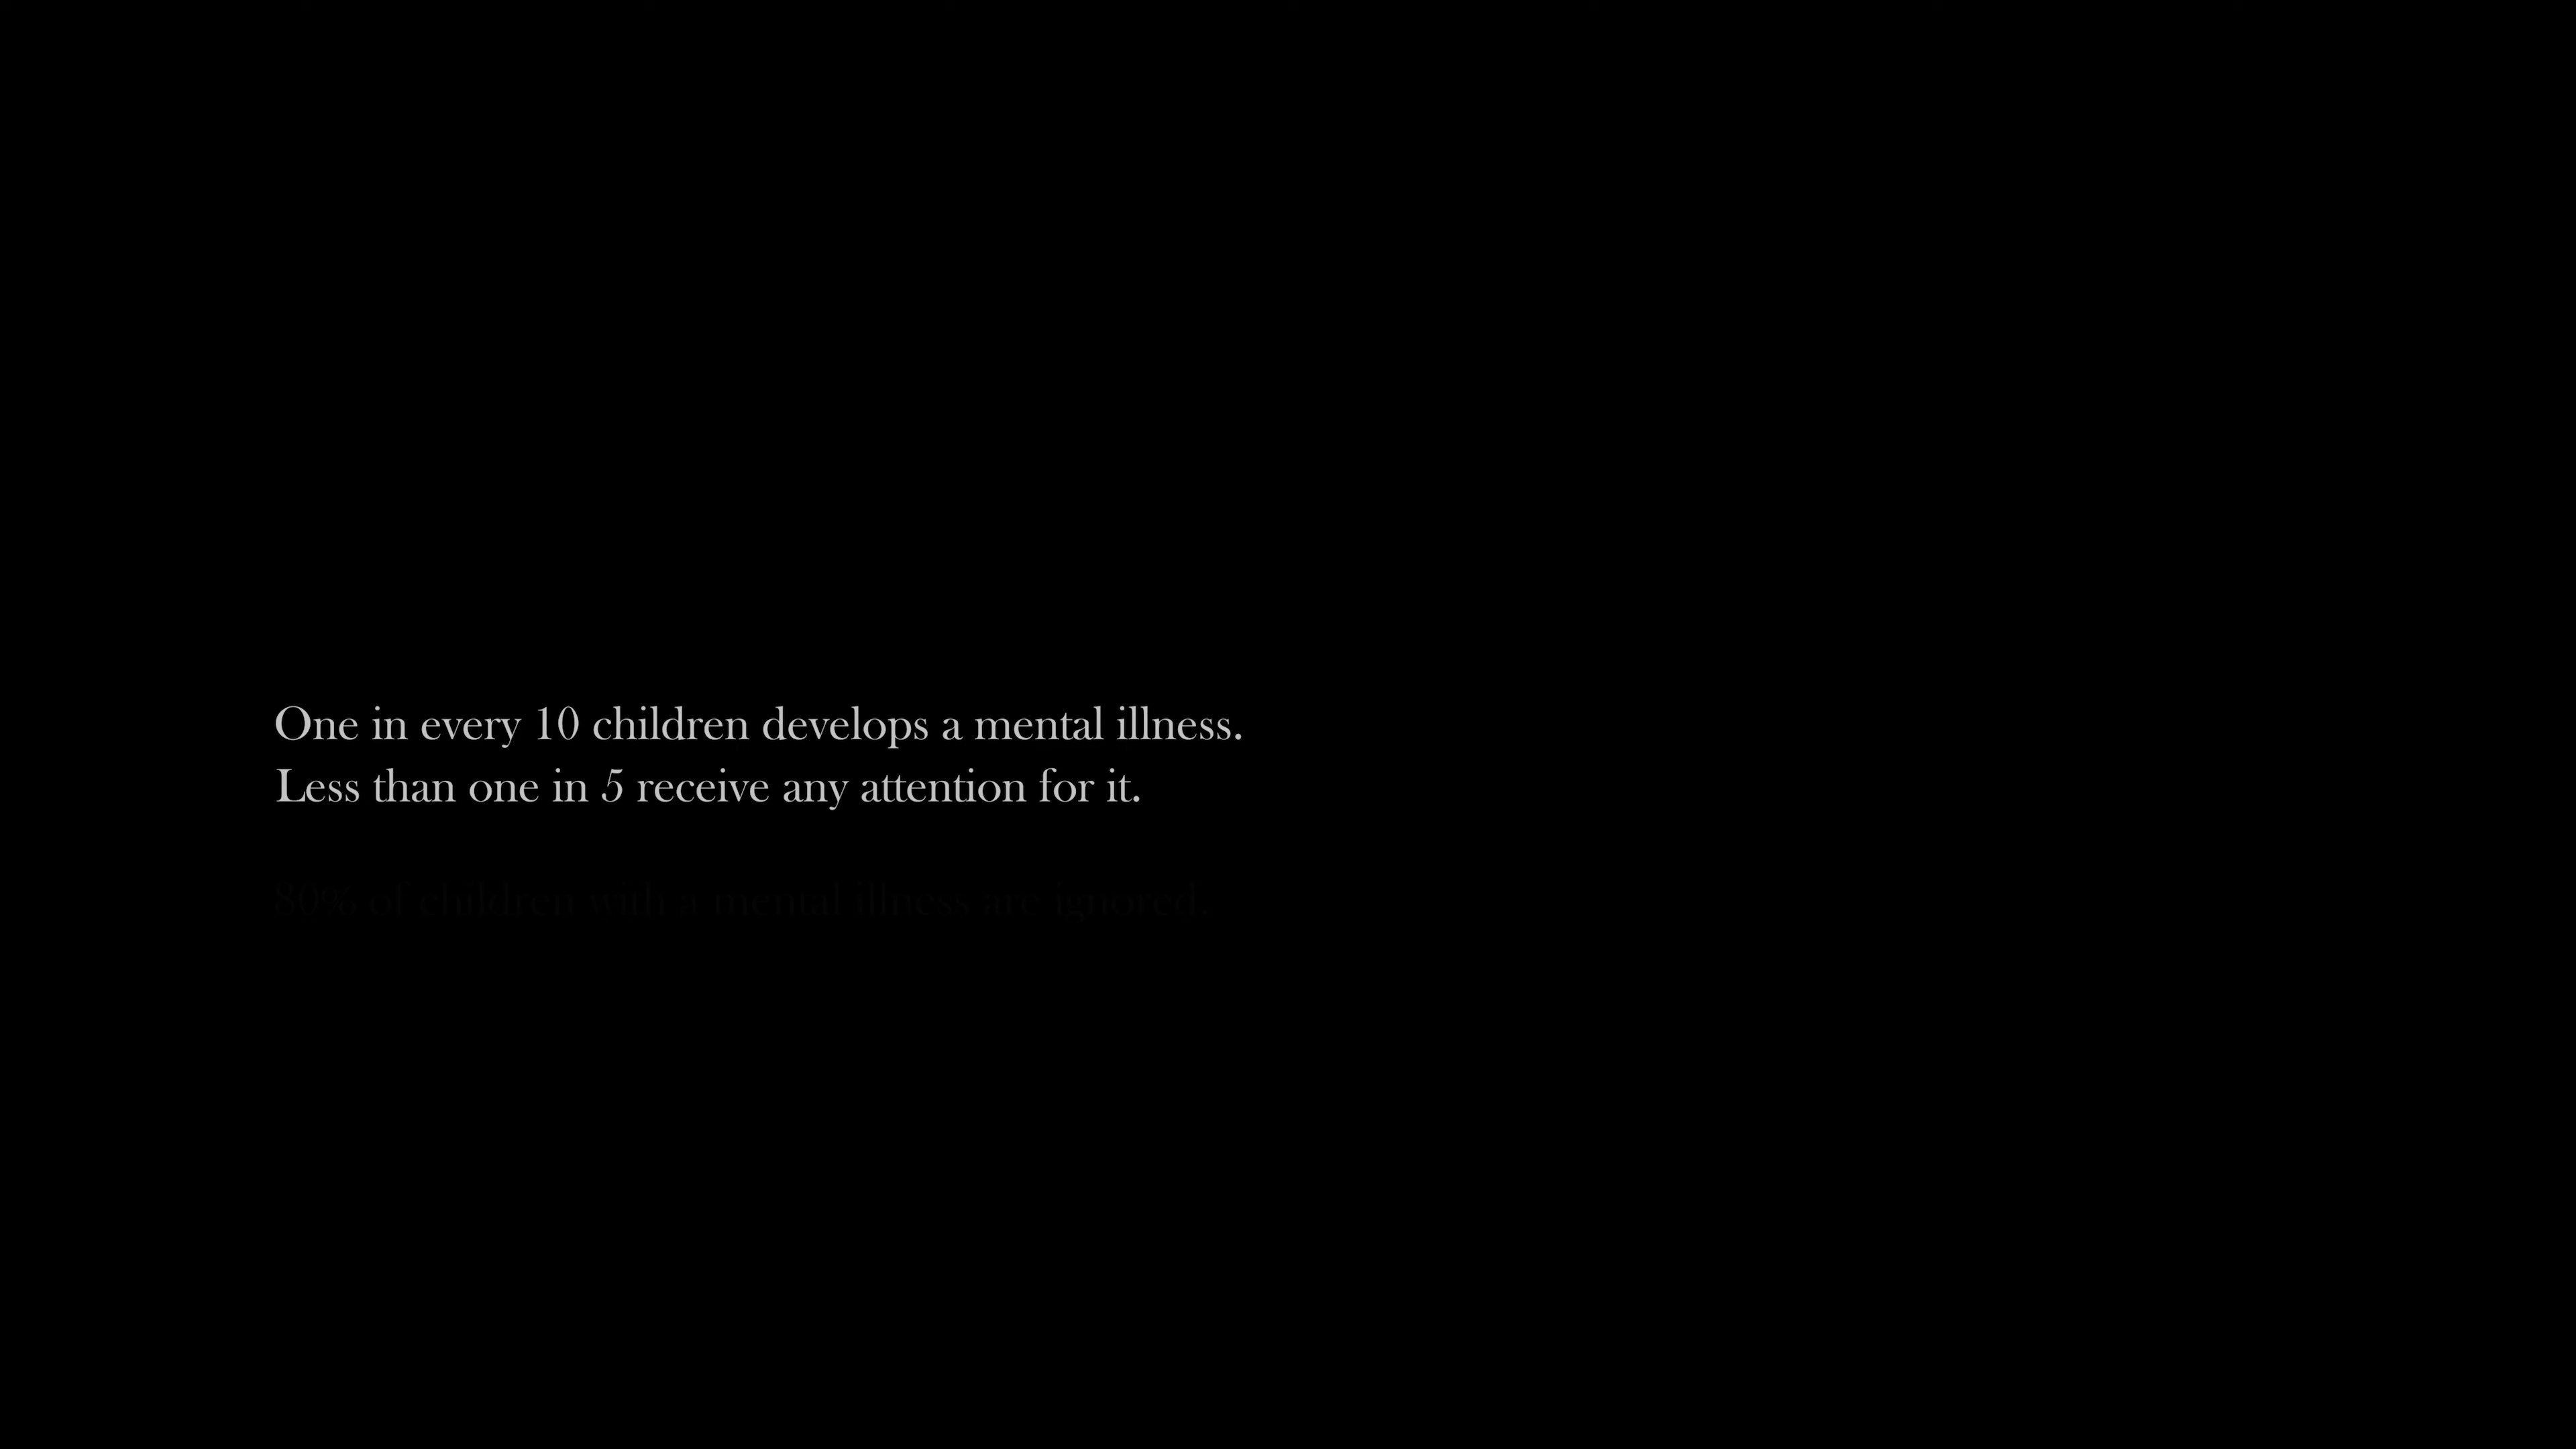 One in every 10 children develops a mental illness.
Less than one in 5 receive any attention for it.
80% of children with a mental illness are ignored.